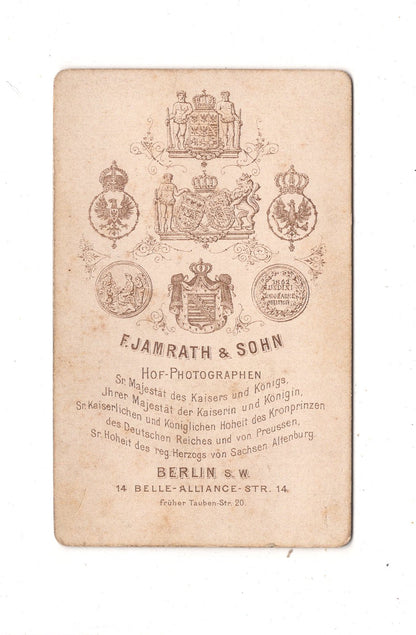 1862
F. JAMRATH & SOHN
HOF-PHOTOGRAPHEN
Sr. Majestät des Kaisers und Königs,
Jhrer Majestät der Kaiserin und Königin,
Sr. Kaiserlichen und Königlichen Hoheit des Kronprinzen
des Deutschen Reiches und von Preussen,
Sr. Hoheit des reg. Herzogs von Sachsen-Altenburg.
BERLIN S.W.
14 BELLE-ALLIANCE-STR. 14.
früher Tauben-Str. 20.